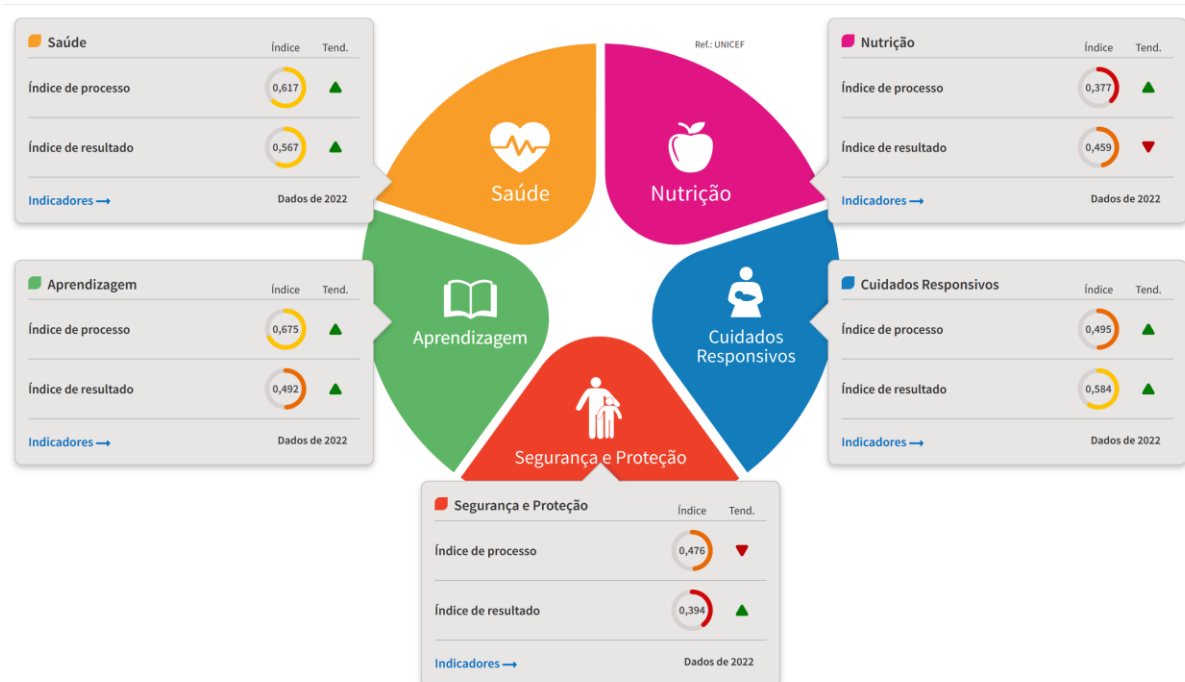 Saúde
Índice Tend.
Índice de processo 0,617
Índice de resultado 0,567
Indicadores → Dados de 2022
Ref.: UNICEF
Nutrição
Índice Tend.
Índice de processo 0,377
Índice de resultado 0,459
Indicadores → Dados de 2022
Saúde
Nutrição
Aprendizagem
Índice Tend.
Índice de processo 0,675
Índice de resultado 0,492
Indicadores → Dados de 2022
Aprendizagem
Cuidados
Responsivos
Cuidados Responsivos
Índice Tend.
Índice de processo 0,495
Índice de resultado 0,584
Indicadores → Dados de 2022
Segurança e Proteção
Segurança e Proteção
Índice Tend.
Índice de processo 0,476
Índice de resultado 0,394
Indicadores → Dados de 2022